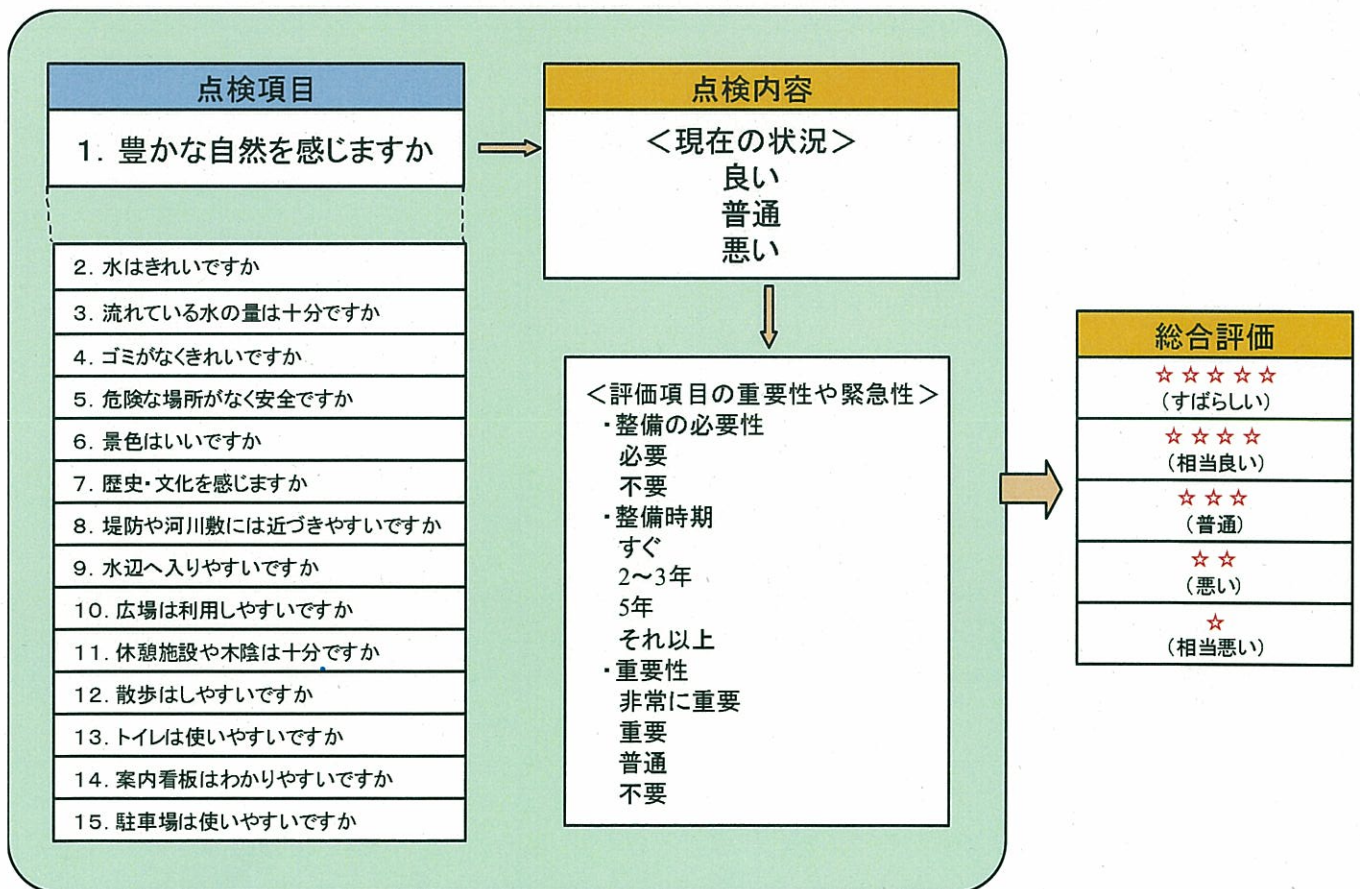 点検項目
1. 豊かな自然を感じますか
2. 水はきれいですか
3. 流れている水の量は十分ですか
4. ゴミがなくきれいですか
5. 危険な場所がなく安全ですか
6. 景色はいいですか
7. 歴史・文化を感じますか
8. 堤防や河川敷には近づきやすいですか
9. 水辺へ入りやすいですか
10. 広場は利用しやすいですか
11. 休憩施設や木陰は十分ですか
12. 散歩はしやすいですか
13. トイレは使いやすいですか
14. 案内看板はわかりやすいですか
15. 駐車場は使いやすいですか
点検内容
＜現在の状況＞
良い
普通
悪い
＜評価項目の重要性や緊急性＞
・整備の必要性
必要
不要
・整備時期
すぐ
2～3年
5年
それ以上
・重要性
非常に重要
重要
普通
不要
総合評価
☆☆☆☆☆
(すばらしい)
☆☆☆☆
(相当良い)
☆☆☆
(普通)
☆☆
(悪い)
☆
(相当悪い)